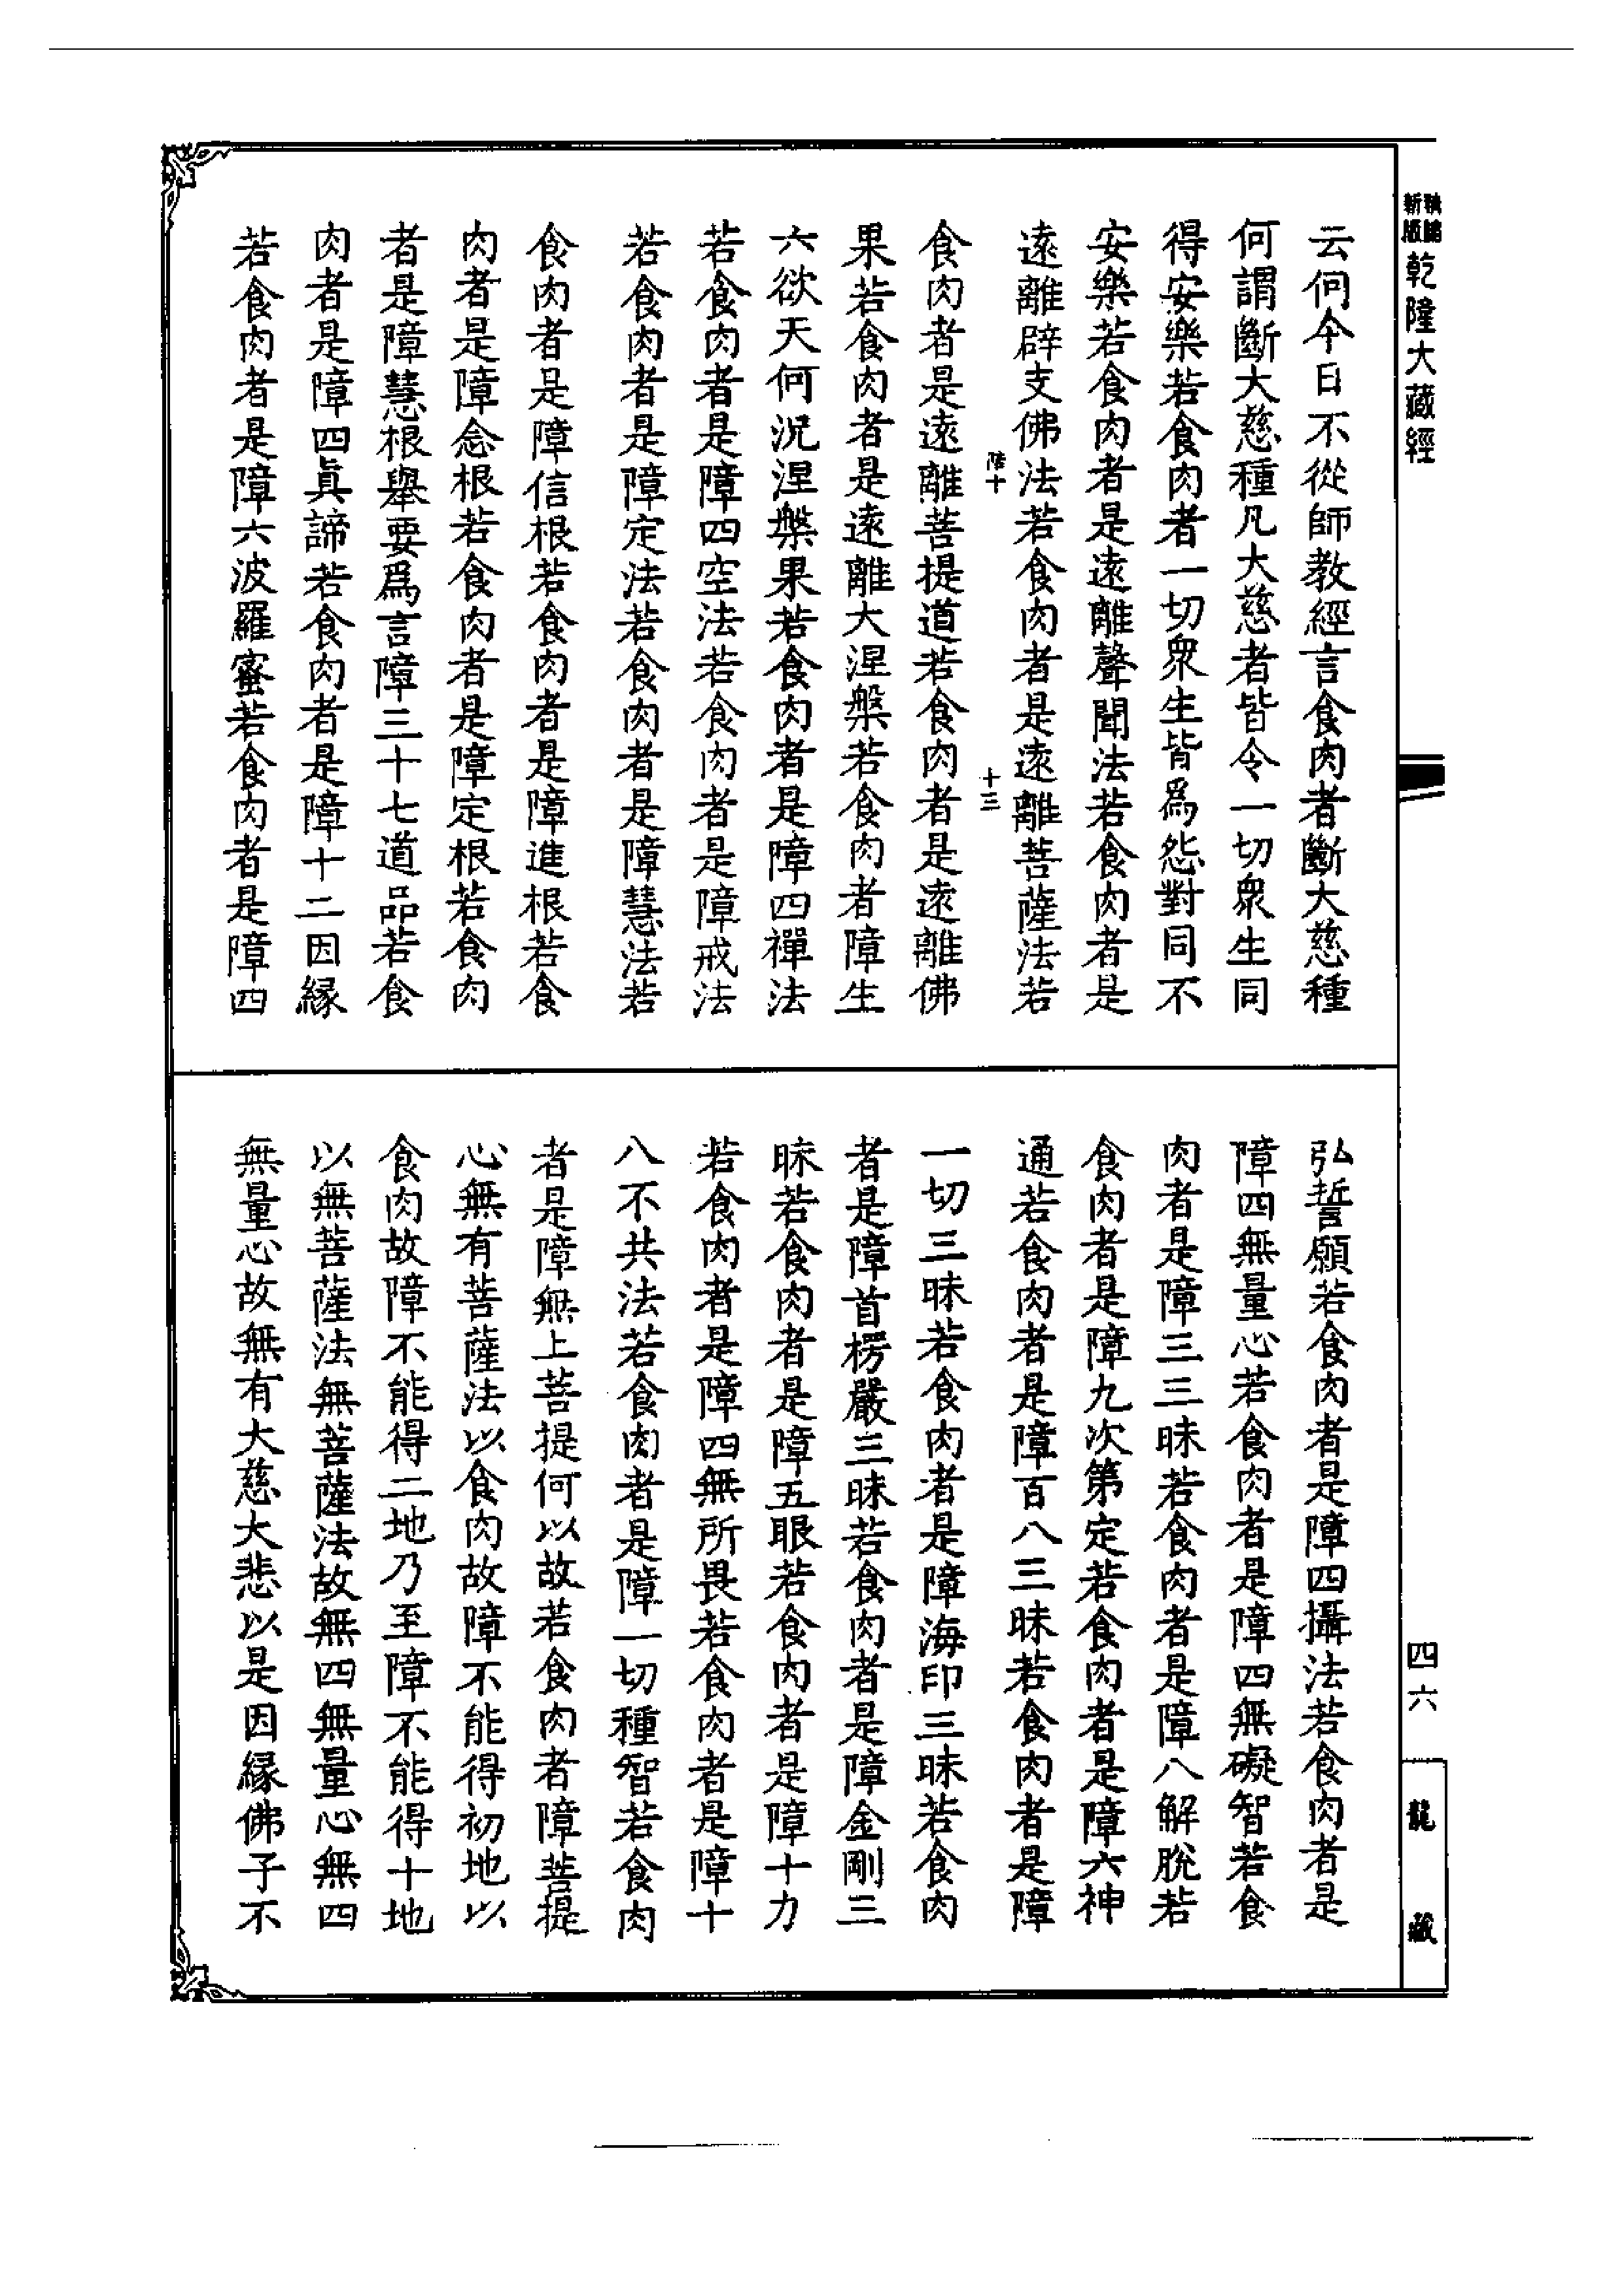 新編
新版
乾隆大藏經
云何今日不從師教經言食肉者斷大慈種
何謂斷大慈種凡大慈者皆令一切眾生同
得安樂若食肉者一切眾生皆為怨對同不
安樂若食肉者是遠離聲聞法若食肉者是
遠離辟支佛法若食肉者是遠離菩薩法若
十三
食肉者是遠離菩提道若食肉者是遠離佛
果若食肉者是遠離大涅槃若食肉者障生
六欲天何況涅槃果若食肉者是障四禪法
若食肉者是障四空法若食肉者是障戒法
若食肉者是障定法若食肉者是障慧法若
食肉者是障信根若食肉者是障進根若食
肉者是障念根若食肉者是障定根若食肉
者是障慧根舉要為言障三十七道品若食
肉者是障四真諦若食肉者是障十二因緣
若食肉者是障六波羅蜜若食肉者是障四
弘誓願若食肉者是障四攝法若食肉者是
障四無量心若食肉者是障四無礙智若食
肉者是障三三昧若食肉者是障八解脫若
食肉者是障九次第定若食肉者是障六神
通若食肉者是障百八三昧若食肉者是障
一切三昧若食肉者是障海印三昧若食肉
者是障首楞嚴三昧若食肉者是障金剛三
昧若食肉者是障五眼若食肉者是障十力
若食肉者是障四無所畏若食肉者是障十
八不共法若食肉者是障一切種智若食肉
者是障無上菩提何以故若食肉者障菩提
心無有菩薩法以食肉故障不能得初地以
食肉故障不能得二地乃至障不能得十地
以無菩薩法無菩薩法故無四無量心無四
無量心故無有大慈大悲以是因緣佛子不
四六
龍藏